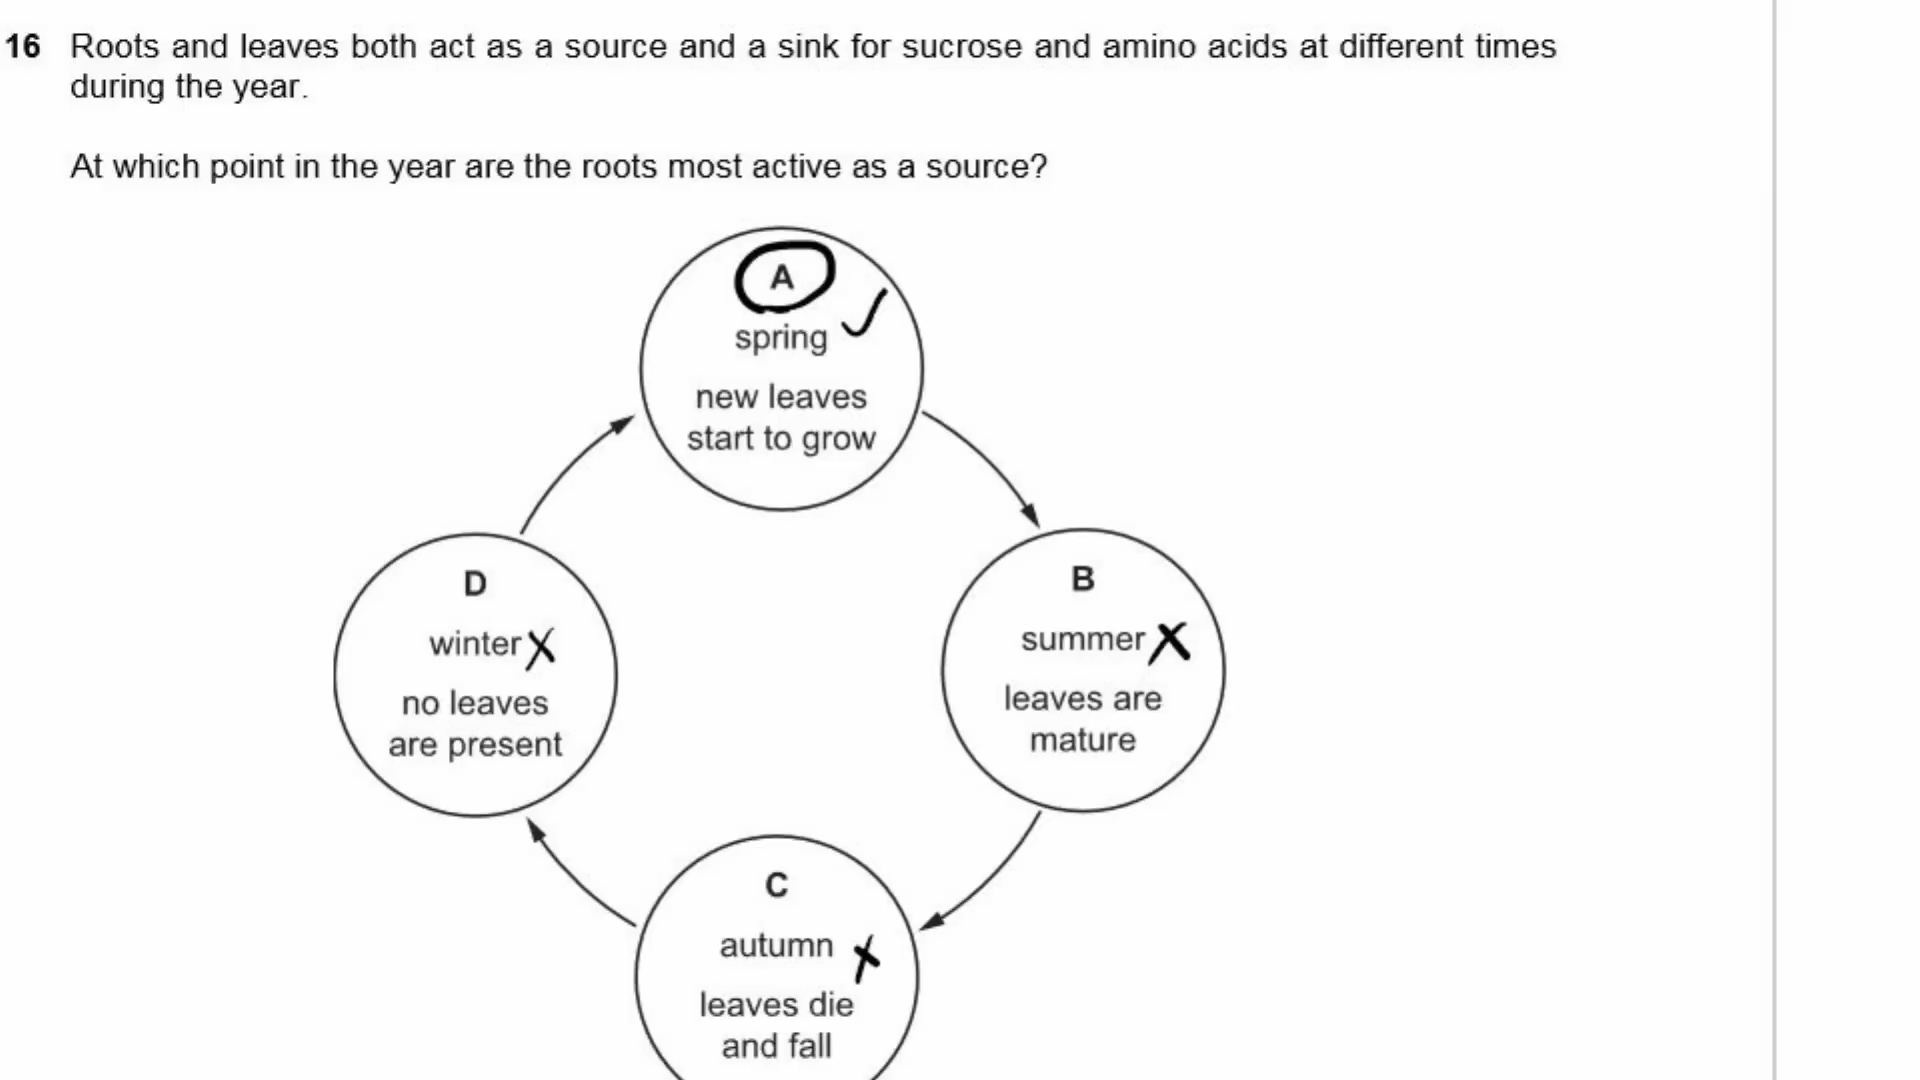 16 Roots and leaves both act as a source and a sink for sucrose and amino acids at different times
during the year.
At which point in the year are the roots most active as a source?
A
spring
new leaves
start to grow
B
summer
leaves are
mature
D
winter
no leaves
are present
C
autumn
leaves die
and fall